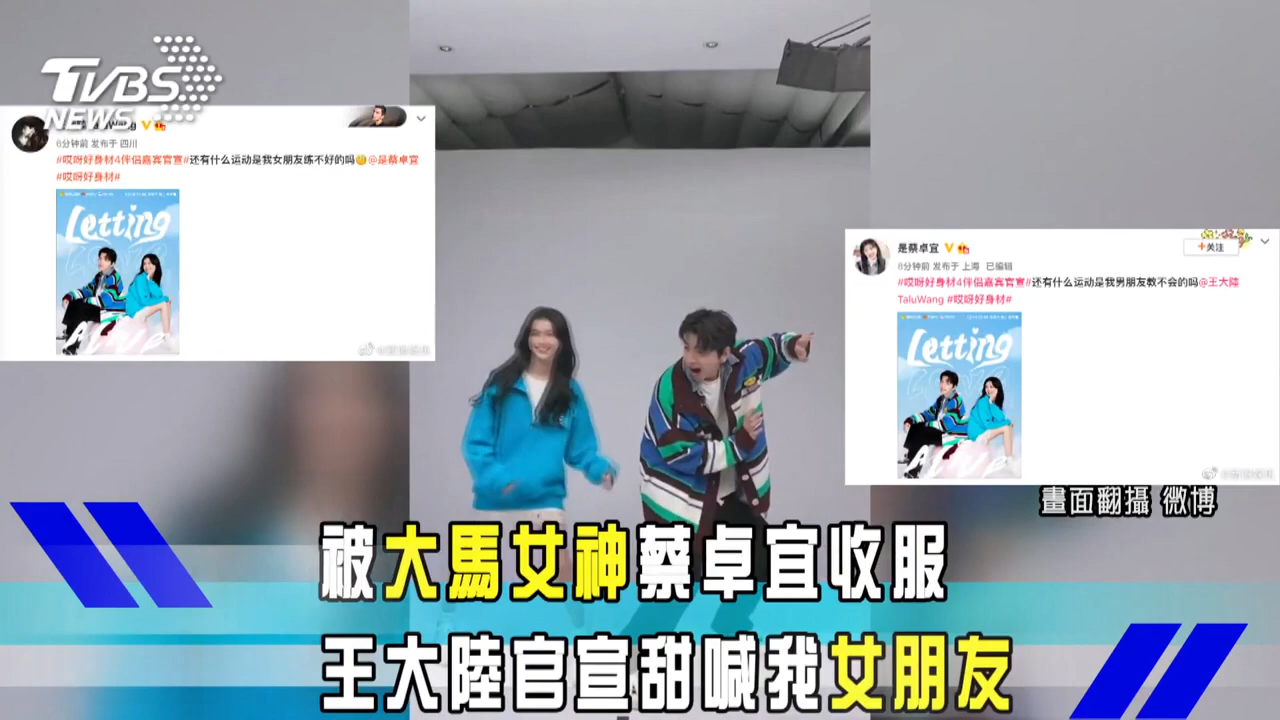 TVBS
NEWS
6分钟前 发布于 四川
#哎呀好身材4伴侣嘉宾官宣#还有什么运动是我女朋友练不好的吗@是蔡卓宜
#哎呀好身材#
Letting
是蔡卓宜
+关注
8分钟前 发布于 上海 已编辑
#哎呀好身材4伴侣嘉宾官宣#还有什么运动是我男朋友教不会的吗@王大陸
TaluWang #哎呀好身材#
Letting
畫面翻攝 微博
被大馬女神蔡卓宜收服
王大陸官宣甜喊我女朋友